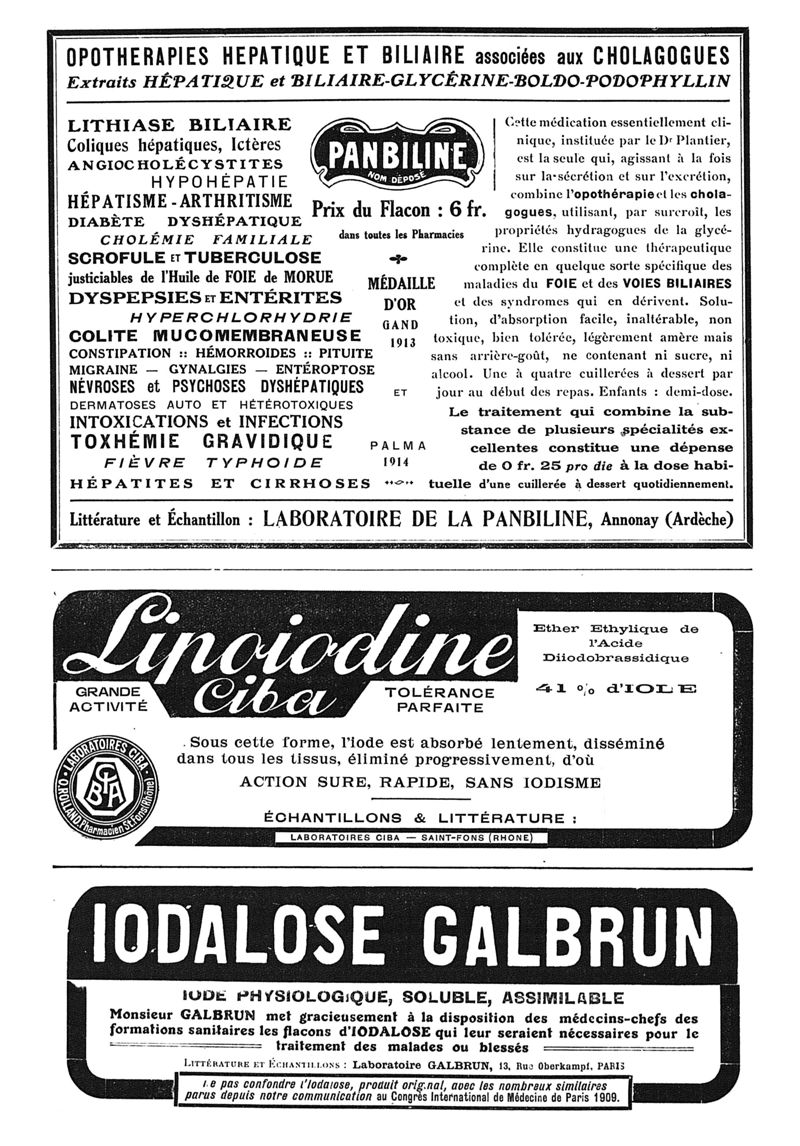 OPOTHERAPIES HEPATIQUE ET BILIAIRE associées aux CHOLAGOGUES
Extraits HÉPATIQUE et BILIAIRE-GLYCÉRINE-BOLDO-PODOPHYLLIN
LITHIASE BILIAIRE
Coliques hépatiques, Ictères
ANGIOCHOLÉCYSTITES
HYPOHÉPATIE
HÉPATISME-ARTHRITISME
DIABÈTE DYSHÉPATIQUE
CHOLÉMIE FAMILIALE
SCROFULE ET TUBERCULOSE
justiciables de l'Huile de FOIE de MORUE
DYSPEPSIES ET ENTÉRITES
HYPERCHLORHYDRIE
COLITE MUCOMEMBRANEUSE
CONSTIPATION :: HÉMORROIDES :: PITUITE
MIGRAINE — GYNALGIES — ENTÉROPTOSE
NÉVROSES et PSYCHOSES DYSHÉPATIQUES
DERMATOSES AUTO ET HÉTÉROTOXIQUES
INTOXICATIONS et INFECTIONS
TOXHÉMIE GRAVIDIQUE
FIÈVRE TYPHOIDE
HÉPATITES ET CIRRHOSES
PANBILINE
NOM DÉPOSÉ
Prix du Flacon : 6 fr.
dans toutes les Pharmacies
MÉDAILLE
D'OR
GAND
1913
ET
PALMA
1914
Cette médication essentiellement cli-
nique, instituée par le Dr Plantier,
est la seule qui, agissant à la fois
sur la sécrétion et sur l'excrétion,
combine l'opothérapie et les chola-
gogues, utilisant, par surcroît, les
propriétés hydragogues de la glycé-
rine. Elle constitue une thérapeutique
complète en quelque sorte spécifique des
maladies du FOIE et des VOIES BILIAIRES
et des syndromes qui en dérivent. Solu-
tion, d'absorption facile, inaltérable, non
toxique, bien tolérée, légèrement amère mais
sans arrière-goût, ne contenant ni sucre, ni
alcool. Une à quatre cuillerées à dessert par
jour au début des repas. Enfants : demi-dose.
Le traitement qui combine la sub-
stance de plusieurs spécialités ex-
cellentes constitue une dépense
de 0 fr. 25 pro die à la dose habi-
tuelle d'une cuillerée à dessert quotidiennement.
Littérature et Échantillon : LABORATOIRE DE LA PANBILINE, Annonay (Ardèche)
Lipoiodine
Ciba
Ether Ethylique de
l'Acide
Diiodobrassidique
41 % d'IOLE
GRANDE
ACTIVITÉ
TOLÉRANCE
PARFAITE
LABORATOIRES CIBA
CIBA
O. ROLLAND, Pharmacien St Fons (Rhône)
Sous cette forme, l'iode est absorbé lentement, disséminé
dans tous les tissus, éliminé progressivement, d'où
ACTION SURE, RAPIDE, SANS IODISME
ÉCHANTILLONS & LITTÉRATURE :
LABORATOIRES CIBA — SAINT-FONS (RHONE)
IODALOSE GALBRUN
IODE PHYSIOLOGIQUE, SOLUBLE, ASSIMILABLE
Monsieur GALBRUN met gracieusement à la disposition des médecins-chefs des
formations sanitaires les flacons d'IODALOSE qui leur seraient nécessaires pour le
traitement des malades ou blessés
LITTÉRATURE ET ÉCHANTILLONS : Laboratoire GALBRUN, 13, Rue Oberkampf, PARIS
Ne pas confondre l'Iodalose, produit original, avec les nombreux similaires
parus depuis notre communication au Congrès International de Médecine de Paris 1909.